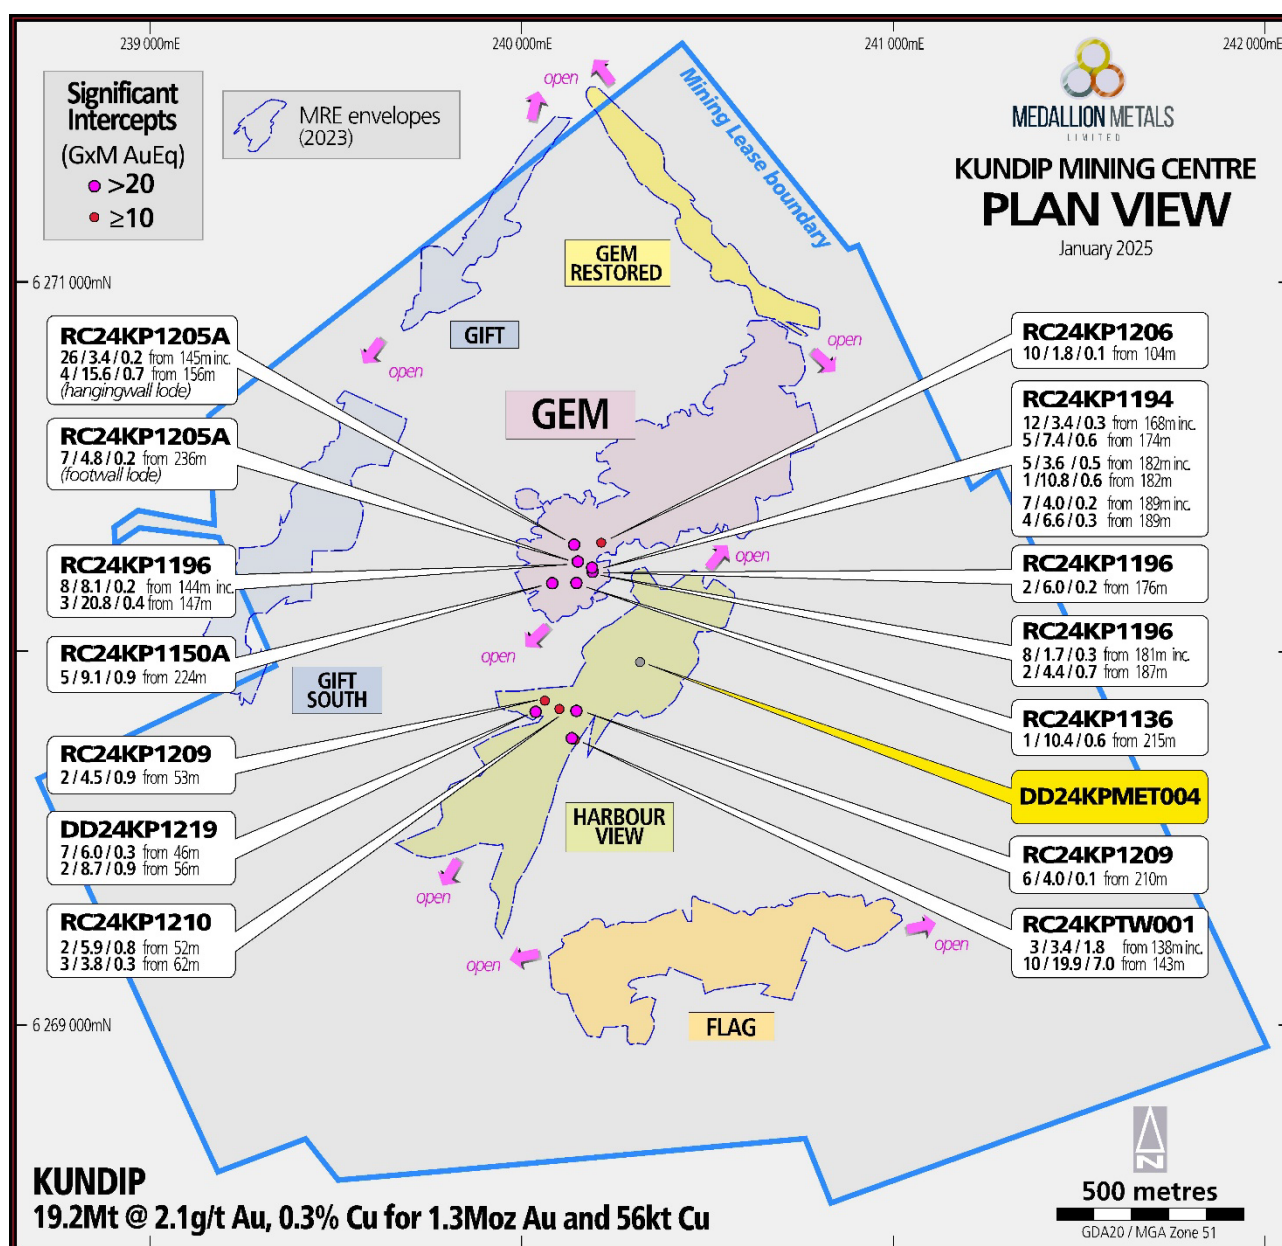 239 000mE
240 000mE
241 000mE
242 000mE
Significant
Intercepts
(GxM AuEq)
>20
≥10
MRE envelopes
(2023)
open
Mining Lease boundary
MEDALLION METALS
LIMITED
KUNDIP MINING CENTRE
PLAN VIEW
January 2025
GEM
RESTORED
6 271 000mN
GIFT
open
open
GEM
RC24KP1205A
26 / 3.4 / 0.2 from 145m inc.
4 / 15.6 / 0.7 from 156m
(hangingwall lode)
RC24KP1205A
7 / 4.8 / 0.2 from 236m
(footwall lode)
RC24KP1196
8 / 8.1 / 0.2 from 144m inc.
3 / 20.8 / 0.4 from 147m
RC24KP1150A
5 / 9.1 / 0.9 from 224m
RC24KP1209
2 / 4.5 / 0.9 from 53m
DD24KP1219
7 / 6.0 / 0.3 from 46m
2 / 8.7 / 0.9 from 56m
RC24KP1210
2 / 5.9 / 0.8 from 52m
3 / 3.8 / 0.3 from 62m
RC24KP1206
10 / 1.8 / 0.1 from 104m
RC24KP1194
12 / 3.4 / 0.3 from 168m inc.
5 / 7.4 / 0.6 from 174m
5 / 3.6 / 0.5 from 182m inc.
1 / 10.8 / 0.6 from 182m
7 / 4.0 / 0.2 from 189m inc.
4 / 6.6 / 0.3 from 189m
RC24KP1196
2 / 6.0 / 0.2 from 176m
RC24KP1196
8 / 1.7 / 0.3 from 181m inc.
2 / 4.4 / 0.7 from 187m
RC24KP1136
1 / 10.4 / 0.6 from 215m
DD24KPMET004
RC24KP1209
6 / 4.0 / 0.1 from 210m
RC24KPTW001
3 / 3.4 / 1.8 from 138m inc.
10 / 19.9 / 7.0 from 143m
open
open
GIFT
SOUTH
HARBOUR
VIEW
open
open
open
FLAG
6 269 000mN
N
500 metres
GDA20 / MGA Zone 51
KUNDIP
19.2Mt @ 2.1g/t Au, 0.3% Cu for 1.3Moz Au and 56kt Cu